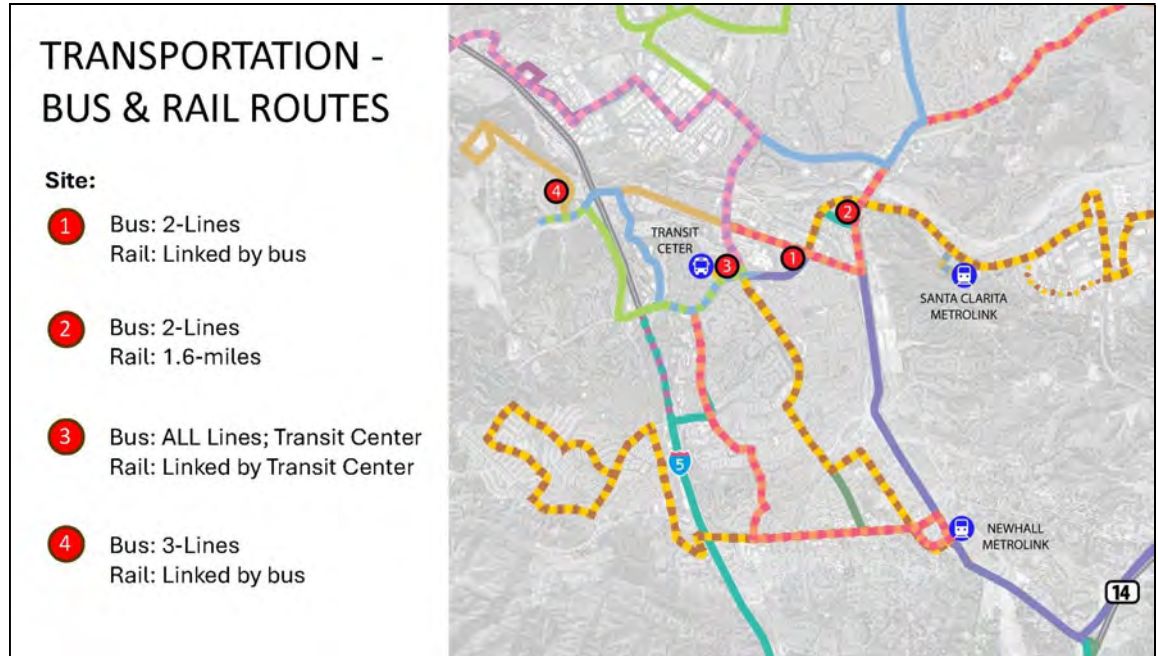 TRANSPORTATION -
BUS & RAIL ROUTES
Site:
1
Bus: 2-Lines
Rail: Linked by bus
2
Bus: 2-Lines
Rail: 1.6-miles
3
Bus: ALL Lines; Transit Center
Rail: Linked by Transit Center
4
Bus: 3-Lines
Rail: Linked by bus
4
2
TRANSIT
CETER
3
1
SANTA CLARITA
METROLINK
5
NEWHALL
METROLINK
14